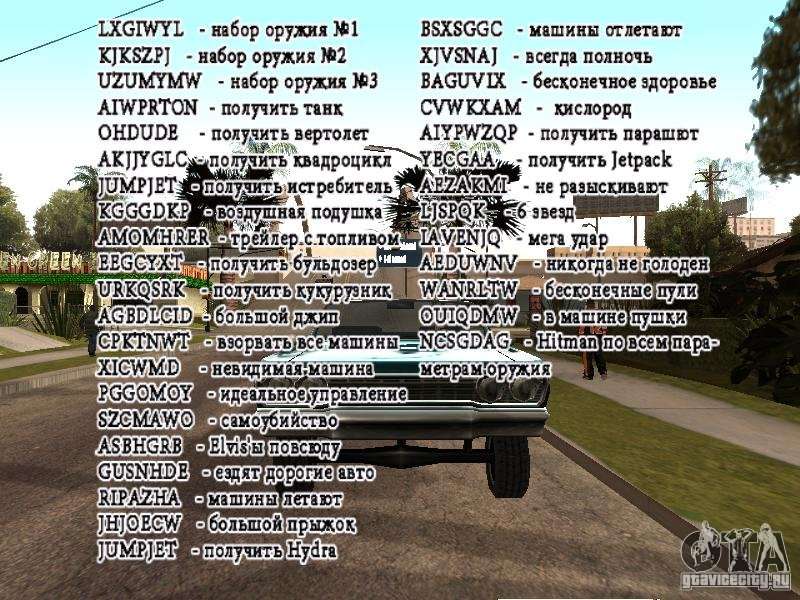 LXGIWYL - набор оружия №1
KJKSZPJ - набор оружия №2
UZUMYMW - набор оружия №3
AIWPRTON - получить танк
OHDUDE - получить вертолет
AKJJYGLC - получить квадроцикл
JUMPJET - получить истребитель
KGGGDKP - воздушная подушка
AMOMHRER - трейлер с топливом
EEGCYXT - получить бульдозер
URKQSRK - получить кукурузник
AGBDLCID - большой джип
CPKTNWT - взорвать все машины
XICWMD - невидимая машина
PGGOMOY - идеальное управление
SZCMAWO - самоубийство
ASBHGRB - Elvis'ы повсюду
GUSNHDE - ездят дорогие авто
RIPAZHA - машины летают
JHJOECW - большой прыжок
JUMPJET - получить Hydra
BSXSGGC - машины отлетают
XJVSNAJ - всегда полночь
BAGUVIX - бесконечное здоровье
CVWKXAM - кислород
AIYPWZQP - получить парашют
YECGAA - получить Jetpack
AEZAKMI - не разыскивают
LJSPQK - 6 звезд
IAVENJQ - мега удар
AEDUWNV - никогда не голоден
WANRLTW - бесконечные пули
OUIQDMW - в машине пушки
NCSGDAG - Hitman по всем пара-
метрам оружия
GTA
gtavicecity.ru